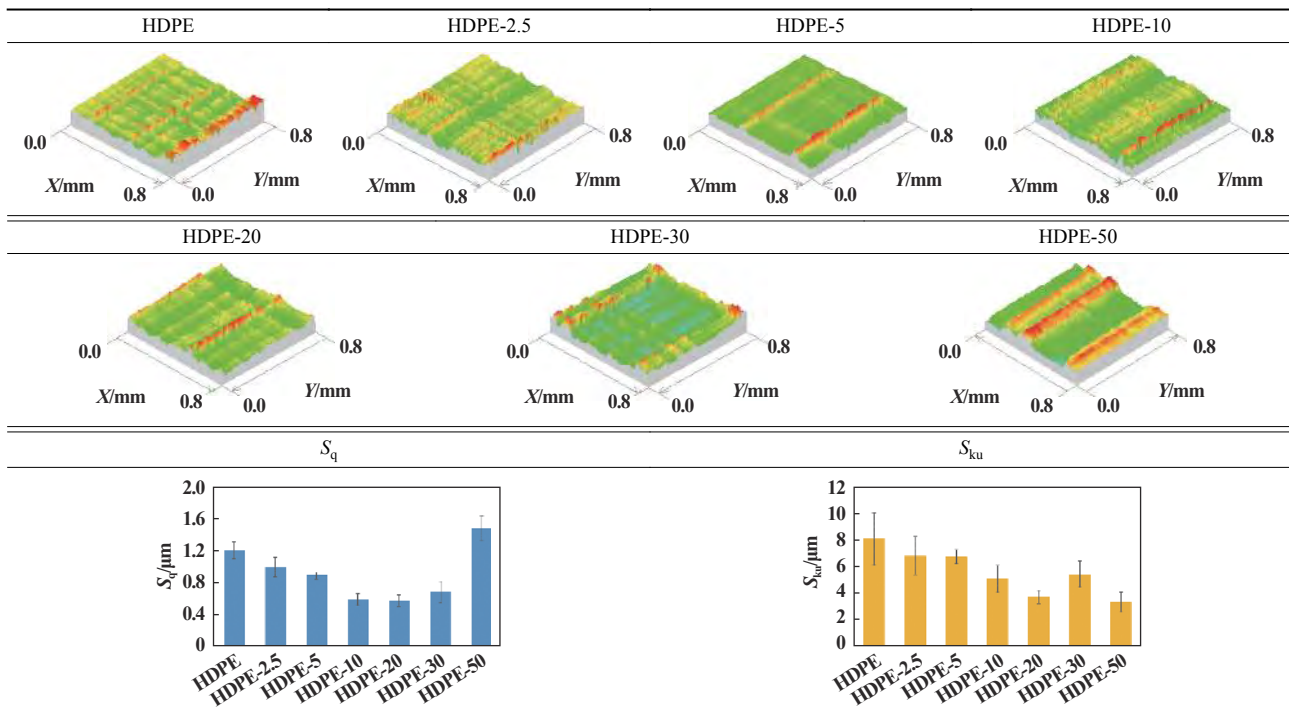 HDPE HDPE-2.5 HDPE-5 HDPE-10
0.0 0.8 0.0 0.8 0.0 0.8 0.0 0.8
X/mm Y/mm X/mm Y/mm X/mm Y/mm X/mm Y/mm
0.8 0.0 0.8 0.0 0.8 0.0 0.8 0.0
HDPE-20 HDPE-30 HDPE-50
0.0 0.8 0.0 0.8 0.0 0.8
X/mm Y/mm X/mm Y/mm X/mm Y/mm
0.8 0.0 0.8 0.0 0.8 0.0
Sq Sku
Sq/μm
2.0
1.6
1.2
0.8
0.4
0
HDPE
HDPE-2.5
HDPE-5
HDPE-10
HDPE-20
HDPE-30
HDPE-50
Sku/μm
12
10
8
6
4
2
0
HDPE
HDPE-2.5
HDPE-5
HDPE-10
HDPE-20
HDPE-30
HDPE-50